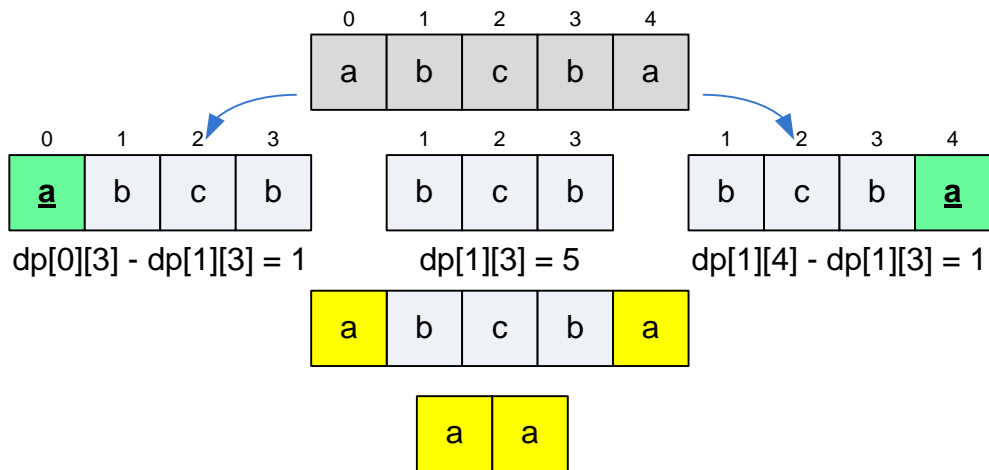 0 1 2 3 4
a b c b a
0 1 2 3
a b c b
dp[0][3] - dp[1][3] = 1
1 2 3
b c b
dp[1][3] = 5
1 2 3 4
b c b a
dp[1][4] - dp[1][3] = 1
a b c b a
a a